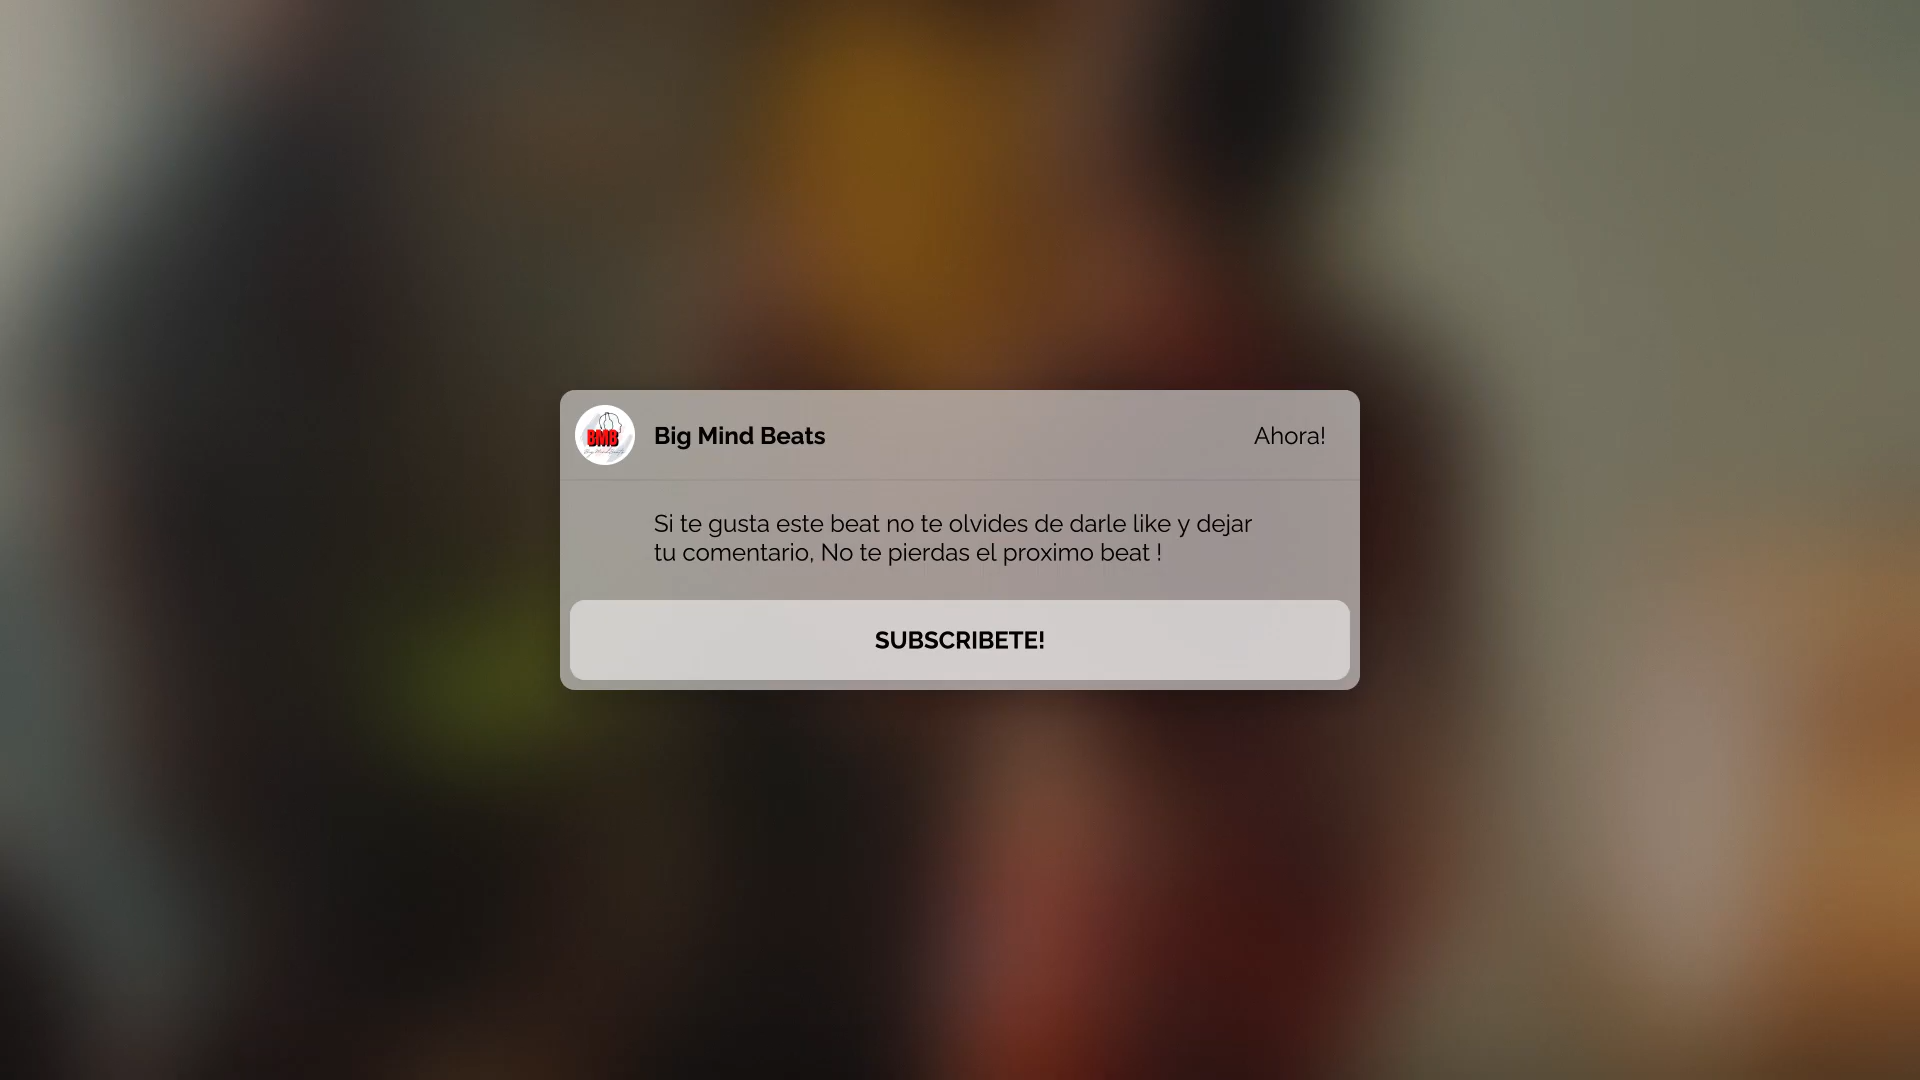 BMB
Big Mind Beats
Ahora!
Si te gusta este beat no te olvides de darle like y dejar
tu comentario, No te pierdas el proximo beat !
SUBSCRIBETE!